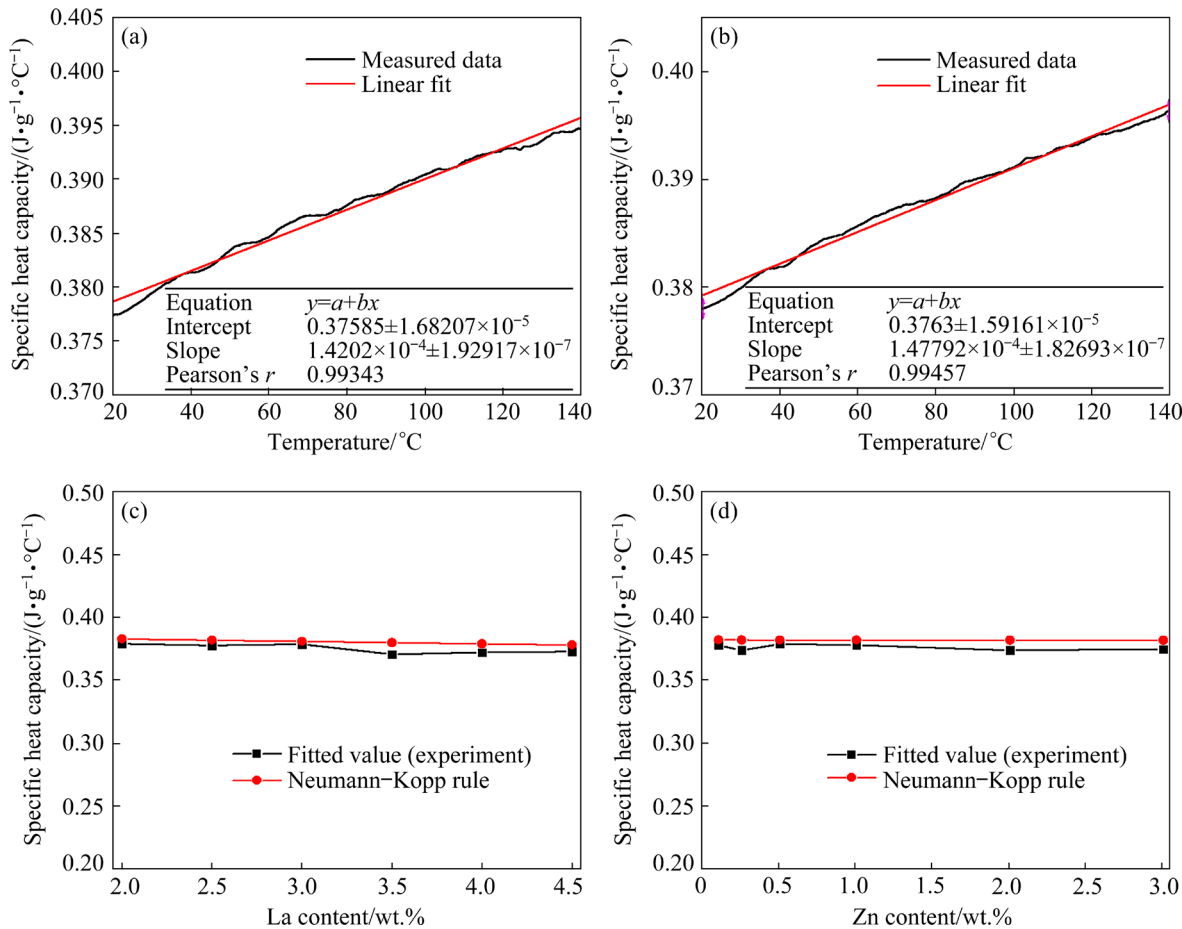 (a)
Measured data
Linear fit
0.405
0.400
0.395
0.390
0.385
0.380
0.375
0.370
Specific heat capacity/(J•g⁻¹•°C⁻¹)
Equation y=a+bx
Intercept 0.37585±1.68207×10⁻⁵
Slope 1.4202×10⁻⁴±1.92917×10⁻⁷
Pearson’s r 0.99343
20 40 60 80 100 120 140
Temperature/°C
(b)
Measured data
Linear fit
0.40
0.39
0.38
0.37
Specific heat capacity/(J•g⁻¹•°C⁻¹)
Equation y=a+bx
Intercept 0.3763±1.59161×10⁻⁵
Slope 1.47792×10⁻⁴±1.82693×10⁻⁷
Pearson’s r 0.99457
20 40 60 80 100 120 140
Temperature/°C
(c)
0.50
0.45
0.40
0.35
0.30
0.25
0.20
Specific heat capacity/(J•g⁻¹•°C⁻¹)
Fitted value (experiment)
Neumann−Kopp rule
2.0 2.5 3.0 3.5 4.0 4.5
La content/wt.%
(d)
0.50
0.45
0.40
0.35
0.30
0.25
0.20
Specific heat capacity/(J•g⁻¹•°C⁻¹)
Fitted value (experiment)
Neumann−Kopp rule
0 0.5 1.0 1.5 2.0 2.5 3.0
Zn content/wt.%